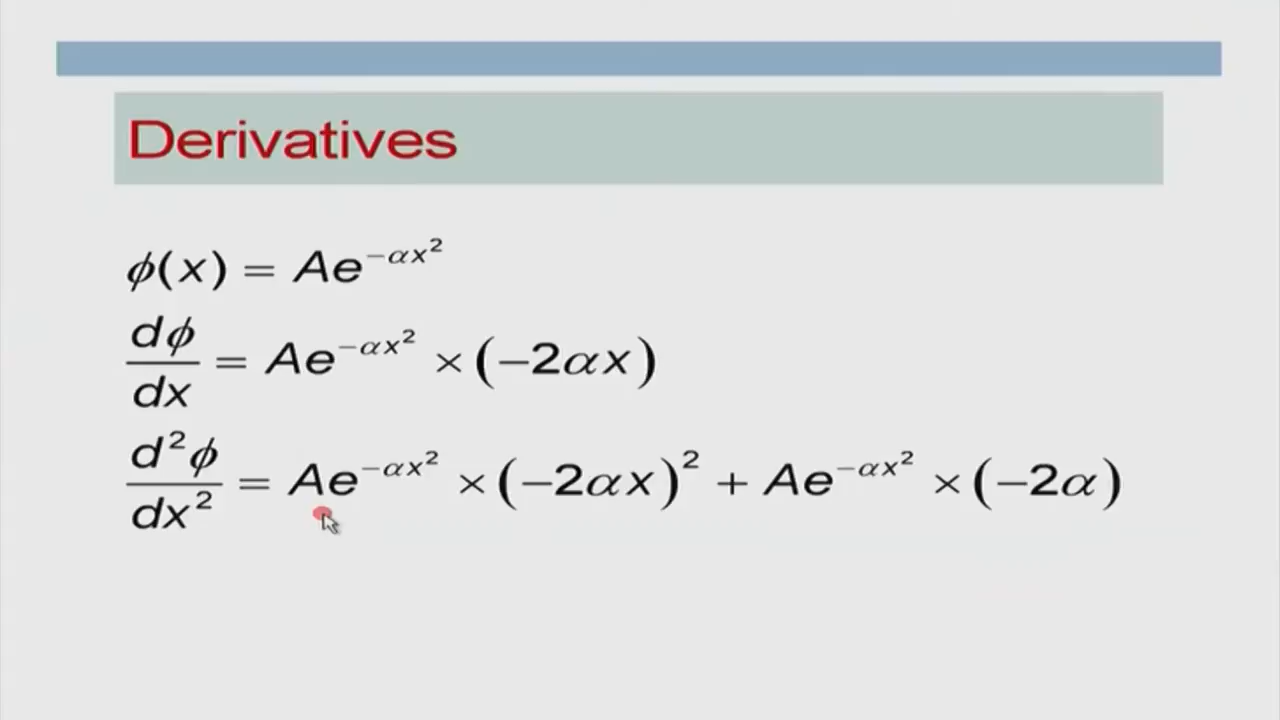 Derivatives
ϕ(x) = Ae^{−αx²}
dϕ/dx = Ae^{−αx²} × (−2αx)
d²ϕ/dx² = Ae^{−αx²} × (−2αx)² + Ae^{−αx²} × (−2α)